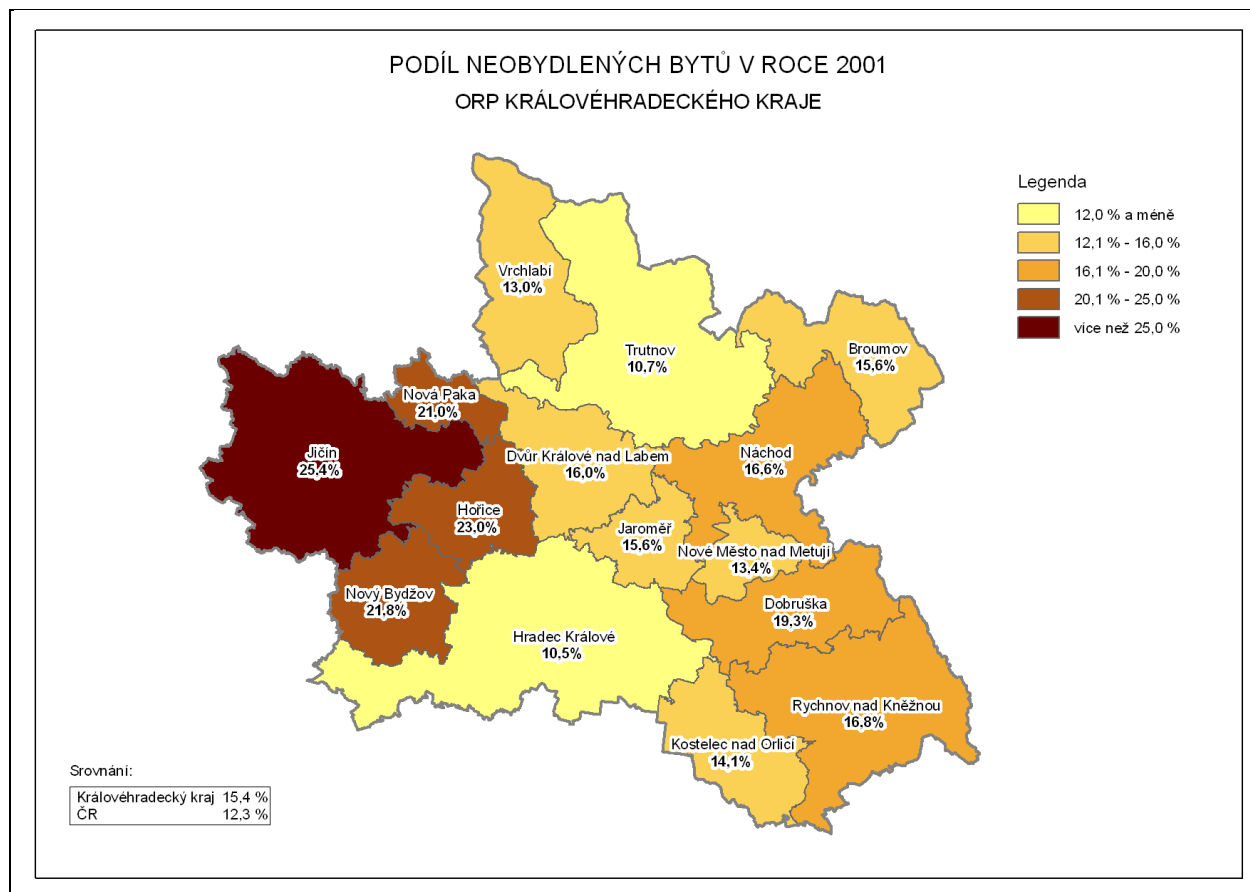 PODÍL NEOBYDLENÝCH BYTŮ V ROCE 2001
ORP KRÁLOVÉHRADECKÉHO KRAJE
Legenda
12,0 % a méně
12,1 % - 16,0 %
16,1 % - 20,0 %
20,1 % - 25,0 %
více než 25,0 %
Vrchlabí
13,0%
Trutnov
10,7%
Broumov
15,6%
Nová Paka
21,0%
Jičín
25,4%
Dvůr Králové nad Labem
16,0%
Náchod
16,6%
Hořice
23,0%
Jaroměř
15,6%
Nové Město nad Metují
13,4%
Nový Bydžov
21,8%
Dobruška
19,3%
Hradec Králové
10,5%
Rychnov nad Kněžnou
16,8%
Kostelec nad Orlicí
14,1%
Srovnání:
Královéhradecký kraj 15,4 %
ČR 12,3 %